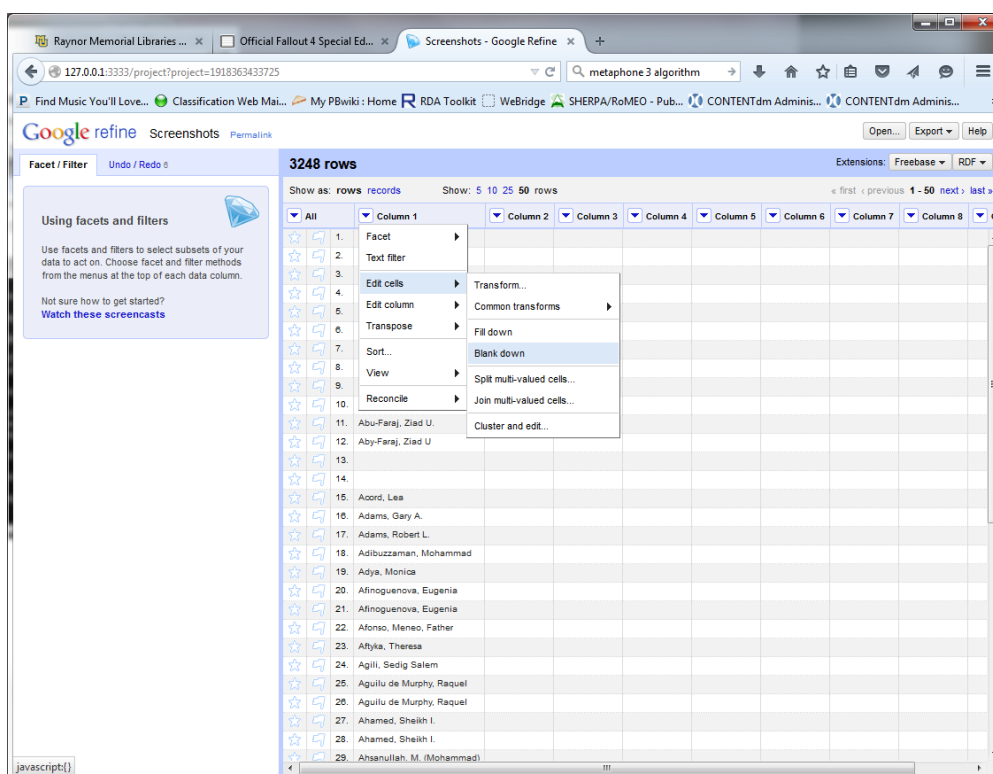 Raynor Memorial Libraries ... × Official Fallout 4 Special Ed... × Screenshots - Google Refine × +
127.0.0.1:3333/project?project=1918363433725 metaphone 3 algorithm
Find Music You'll Love... Classification Web Mai... My PBwiki : Home RDA Toolkit WeBridge SHERPA/RoMEO - Pub... CONTENTdm Adminis... CONTENTdm Adminis...
Google refine Screenshots Permalink Open... Export Help
Facet / Filter Undo / Redo 6
3248 rows Extensions: Freebase RDF
Show as: rows records Show: 5 10 25 50 rows « first ‹ previous 1 - 50 next › last »
All Column 1 Column 2 Column 3 Column 4 Column 5 Column 6 Column 7 Column 8
Using facets and filters
Use facets and filters to select subsets of your
data to act on. Choose facet and filter methods
from the menus at the top of each data column.
Not sure how to get started?
Watch these screencasts
1.
2.
3.
4.
5.
6.
7.
8.
9.
10.
Facet
Text filter
Edit cells
Edit column
Transpose
Sort...
View
Reconcile
Transform...
Common transforms
Fill down
Blank down
Split multi-valued cells...
Join multi-valued cells...
Cluster and edit...
11. Abu-Faraj, Ziad U.
12. Aby-Faraj, Ziad U
13.
14.
15. Acord, Lea
16. Adams, Gary A.
17. Adams, Robert L.
18. Adibuzzaman, Mohammad
19. Adya, Monica
20. Afinoguenova, Eugenia
21. Afinoguenova, Eugenia
22. Afonso, Meneo, Father
23. Aftyka, Theresa
24. Agili, Sedig Salem
25. Aguilu de Murphy, Raquel
26. Aguilu de Murphy, Raquel
27. Ahamed, Sheikh I.
28. Ahamed, Sheikh I.
29. Ahsanullah, M. (Mohammad)
javascript:{}